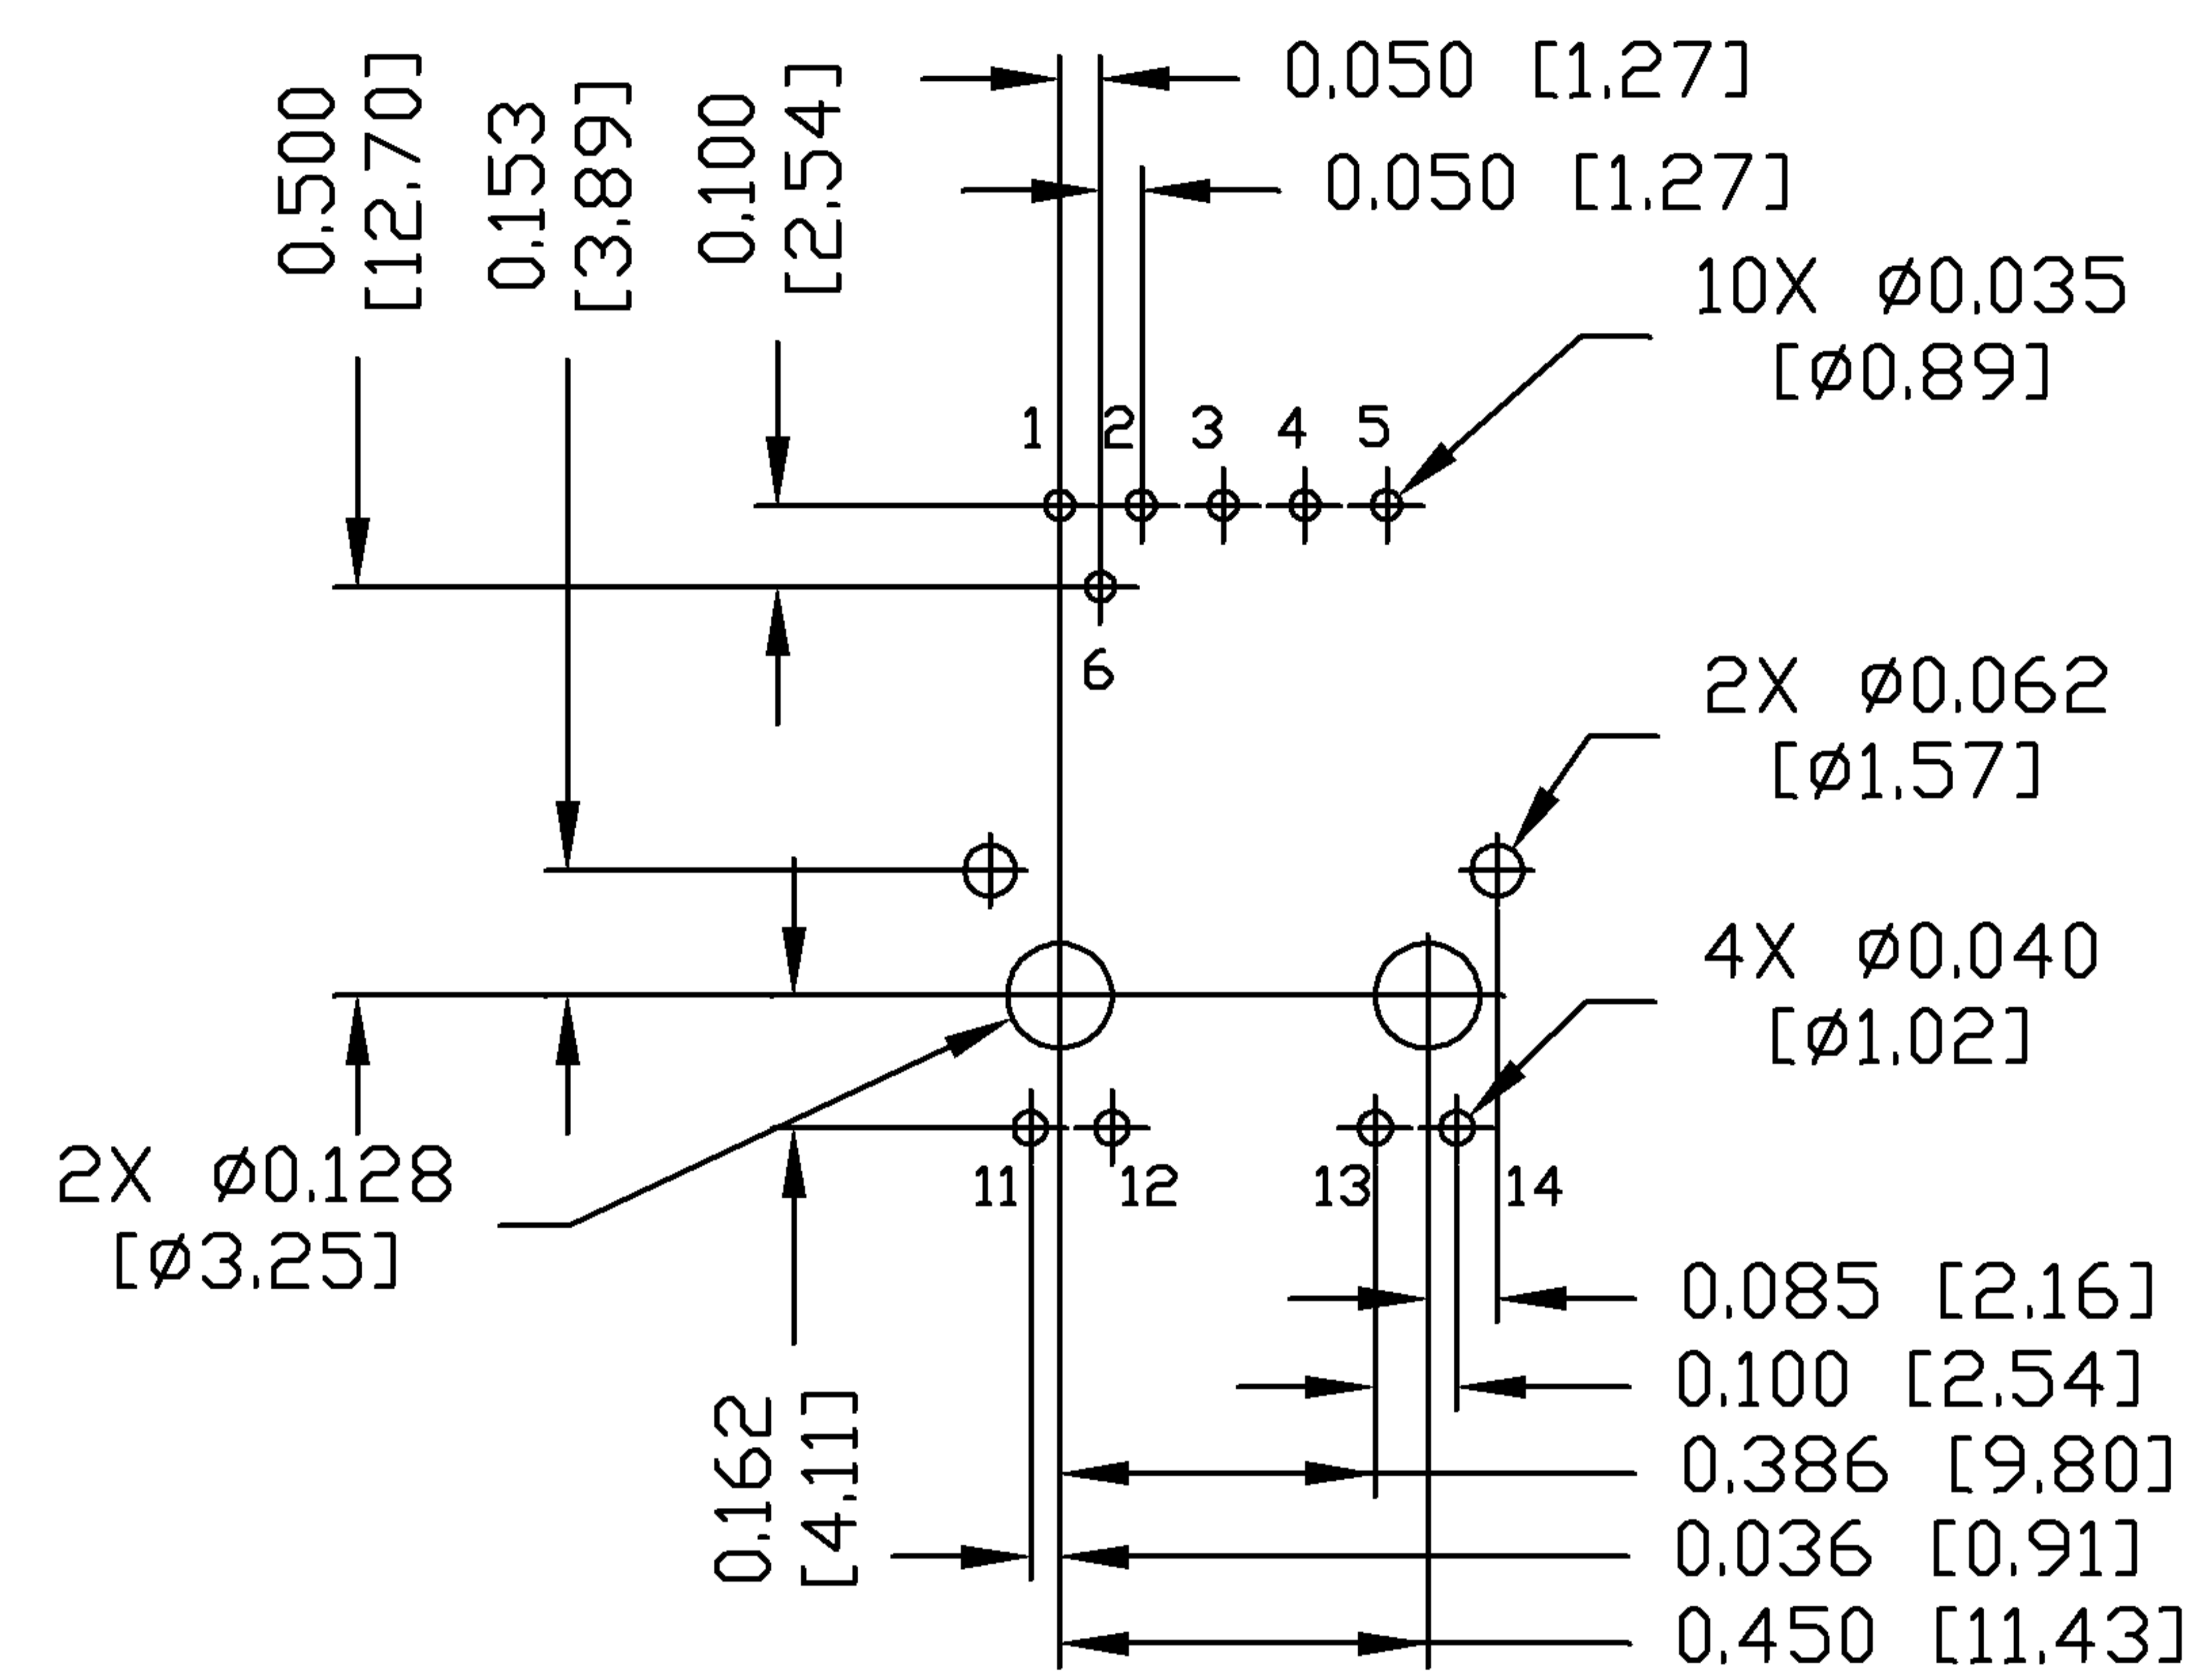 0.500
[12.70]
0.153
[3.89]
0.100
[2.54]
0.050 [1.27]
0.050 [1.27]
10X ø0.035
[ø0.89]
1 2 3 4 5
6
2X ø0.062
[ø1.57]
4X ø0.040
[ø1.02]
2X ø0.128
[ø3.25]
11 12 13 14
0.162
[4.11]
0.085 [2.16]
0.100 [2.54]
0.386 [9.80]
0.036 [0.91]
0.450 [11.43]